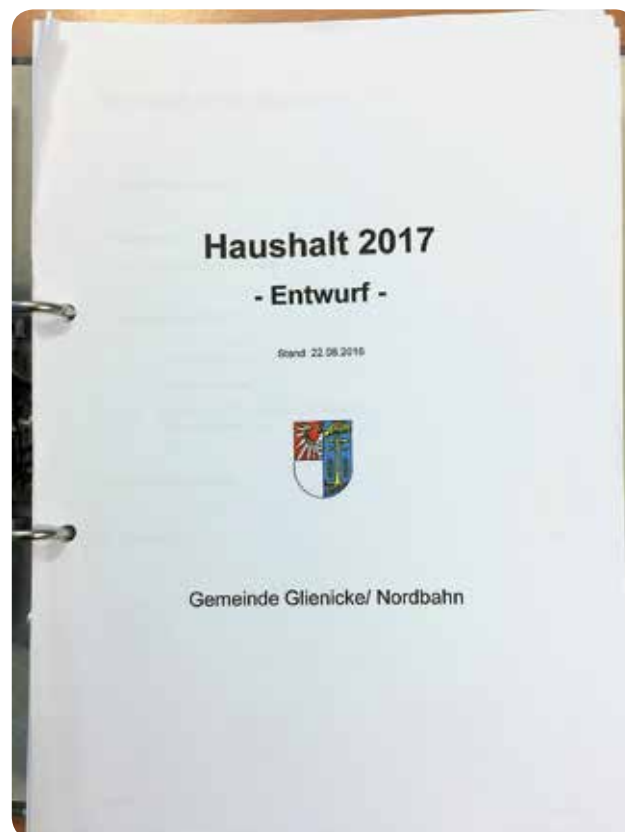 Haushalt 2017
- Entwurf -
Stand 22.08.2016
Gemeinde Glienicke/ Nordbahn